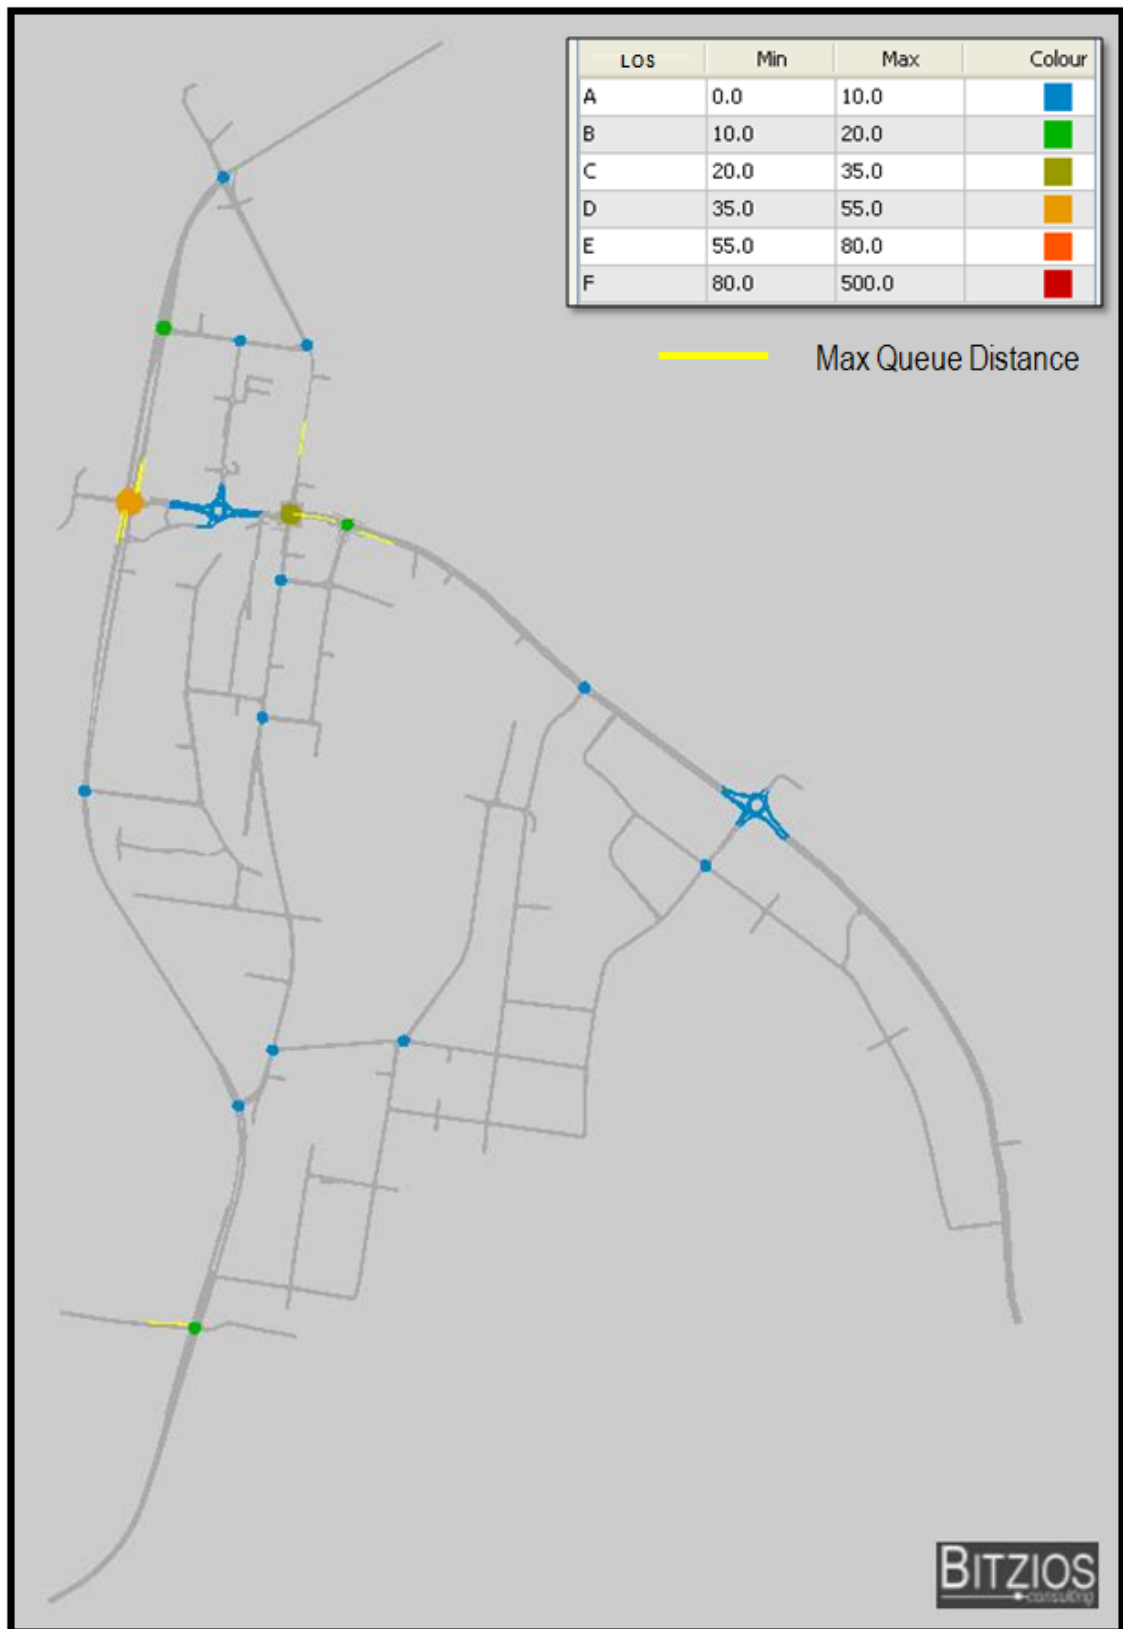 LOS Min Max Colour
A 0.0 10.0
B 10.0 20.0
C 20.0 35.0
D 35.0 55.0
E 55.0 80.0
F 80.0 500.0
Max Queue Distance
BITZIOS
consulting